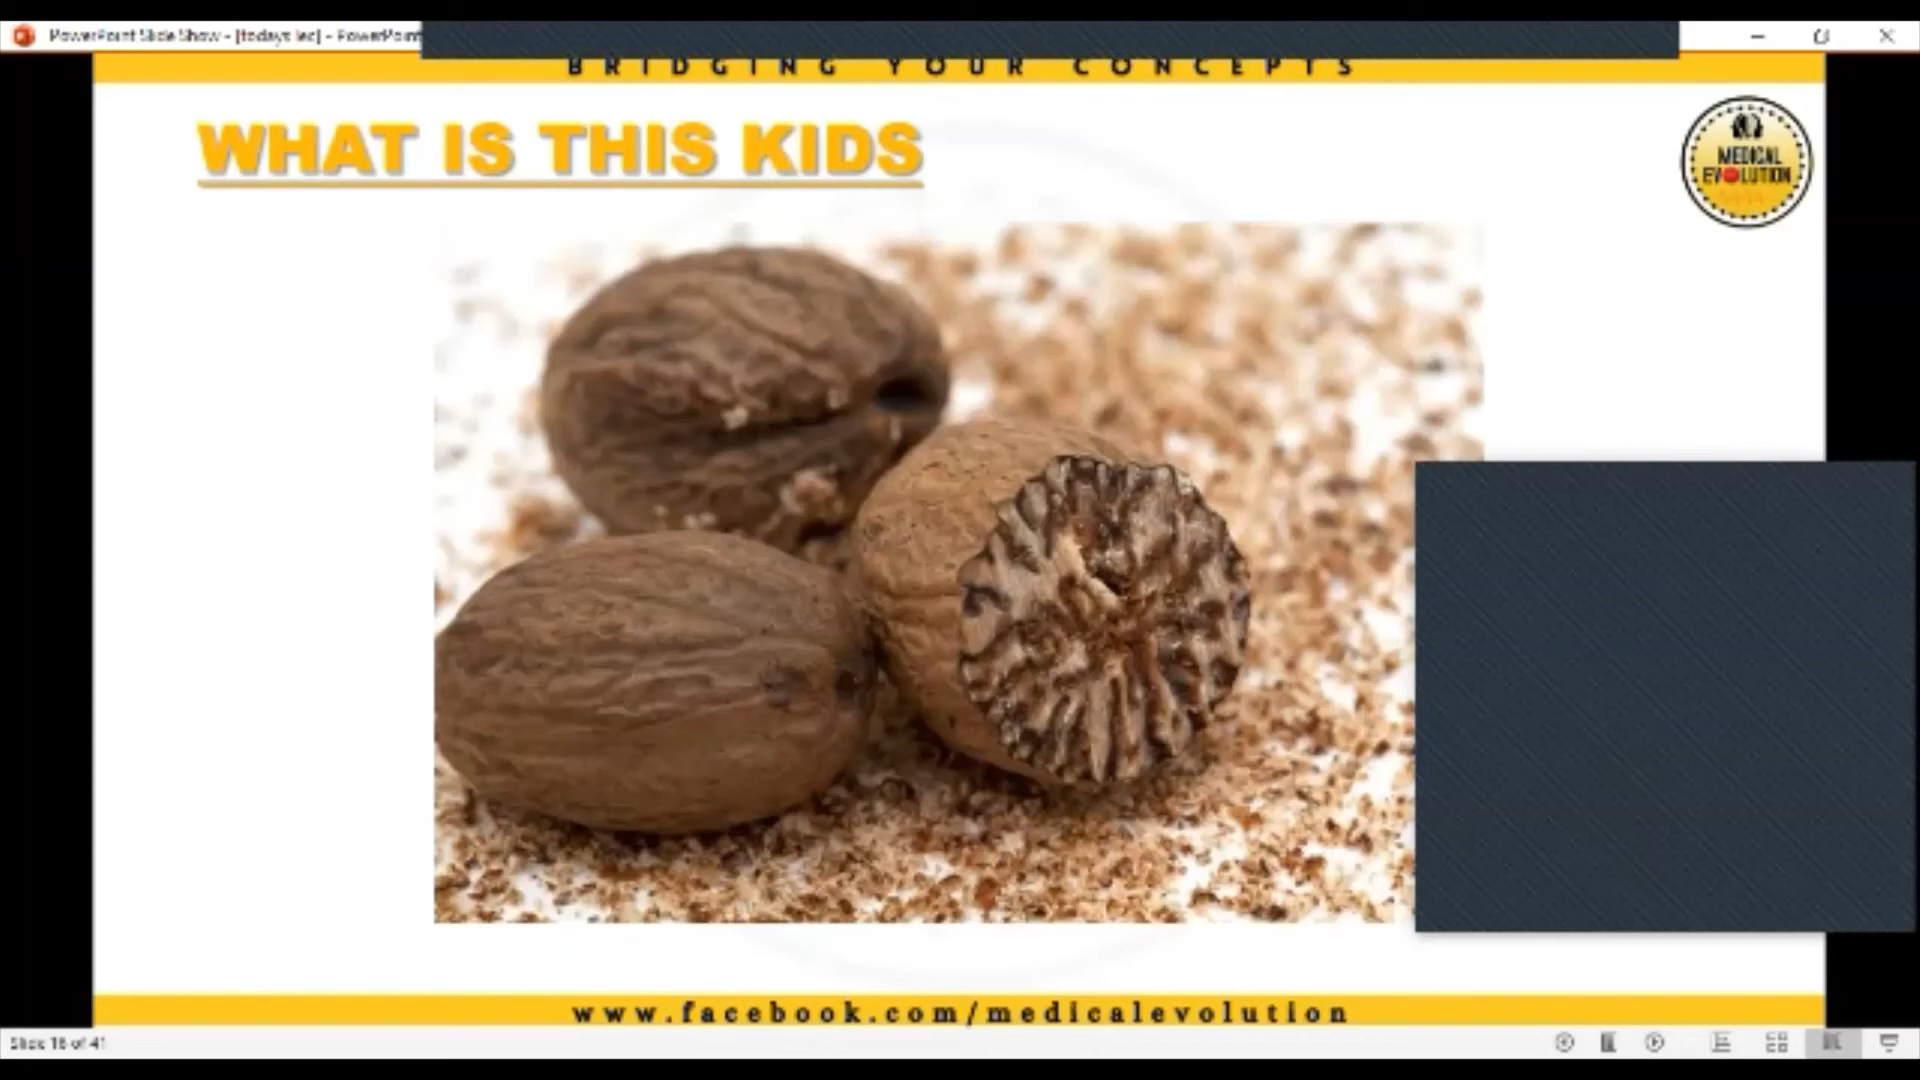 PowerPoint Slide Show - [todays lec] - PowerPoint
BRIDGING YOUR CONCEPTS
WHAT IS THIS KIDS
MEDICAL
EVOLUTION
www.facebook.com/medicalevolution
Slide 16 of 41